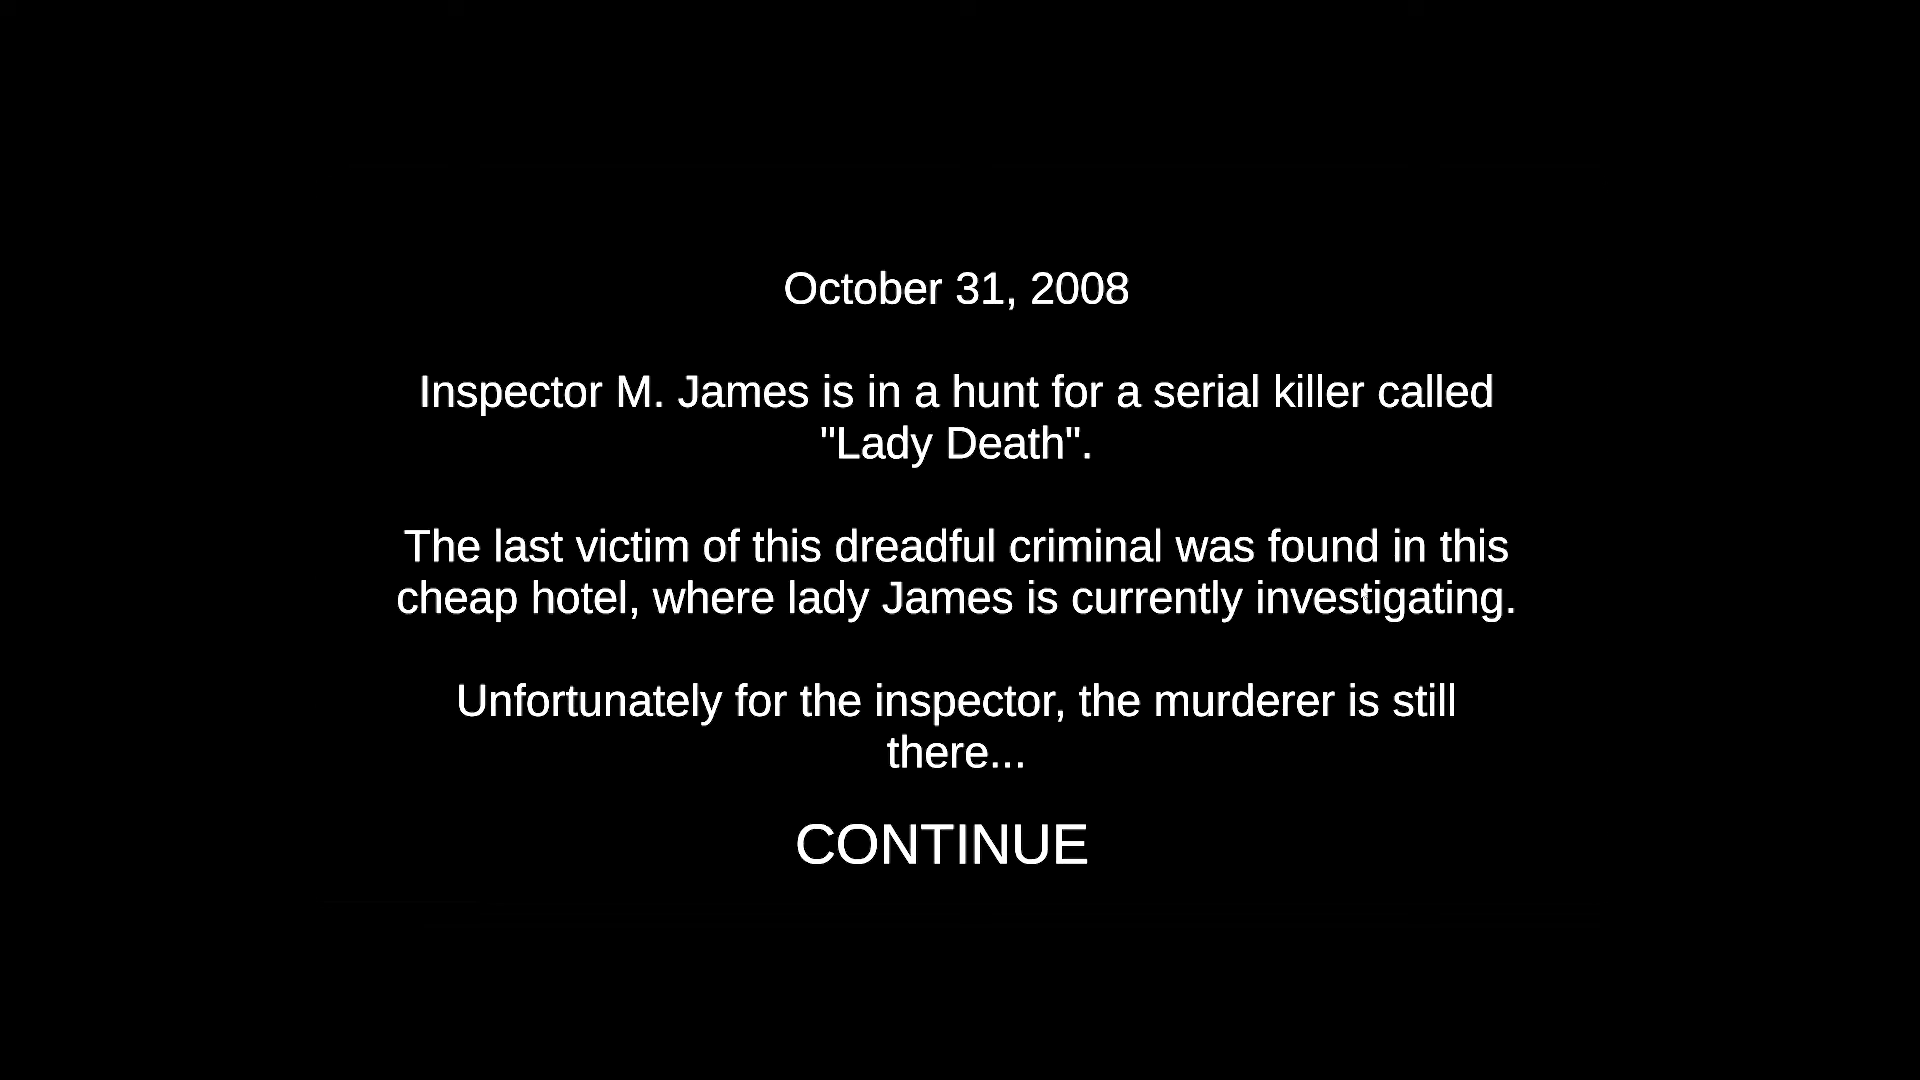 October 31, 2008
Inspector M. James is in a hunt for a serial killer called
"Lady Death".
The last victim of this dreadful criminal was found in this
cheap hotel, where lady James is currently investigating.
Unfortunately for the inspector, the murderer is still
there...
CONTINUE